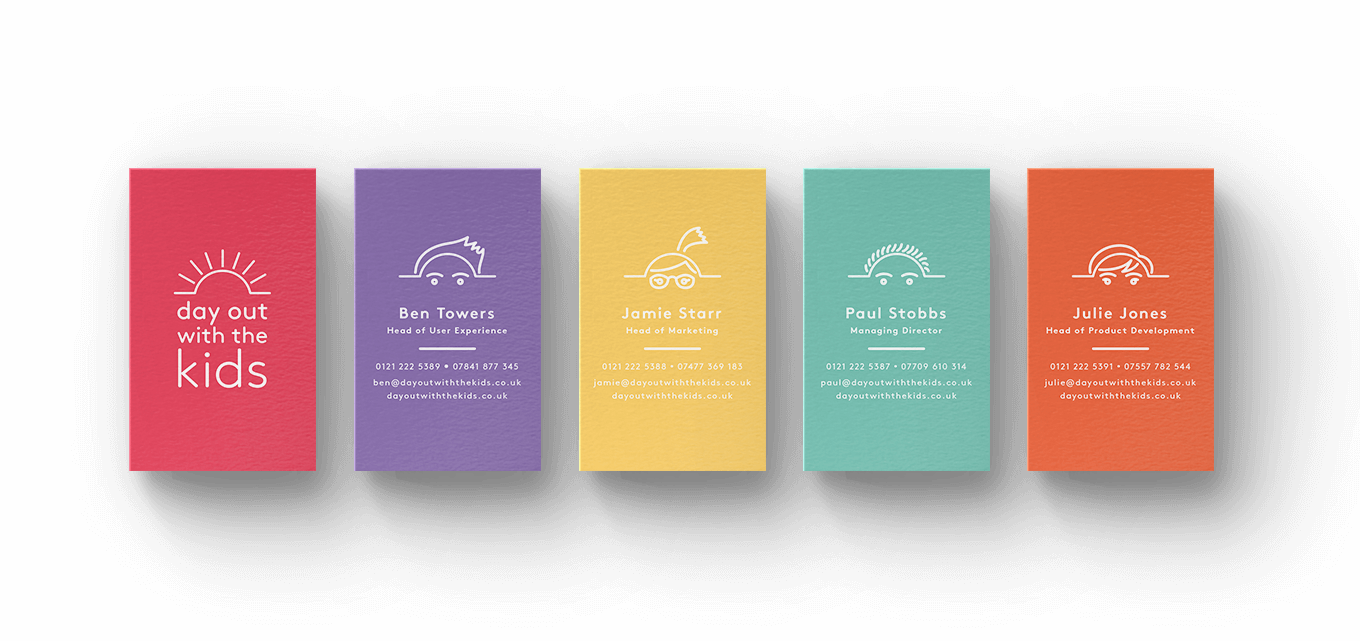 day out
with the
kids
Ben Towers
Head of User Experience
0121 222 5389 • 07841 877 345
ben@dayoutwiththekids.co.uk
dayoutwiththekids.co.uk
Jamie Starr
Head of Marketing
0121 222 5388 • 07477 369 183
jamie@dayoutwiththekids.co.uk
dayoutwiththekids.co.uk
Paul Stobbs
Managing Director
0121 222 5387 • 07709 610 314
paul@dayoutwiththekids.co.uk
dayoutwiththekids.co.uk
Julie Jones
Head of Product Development
0121 222 5391 • 07557 782 544
julie@dayoutwiththekids.co.uk
dayoutwiththekids.co.uk